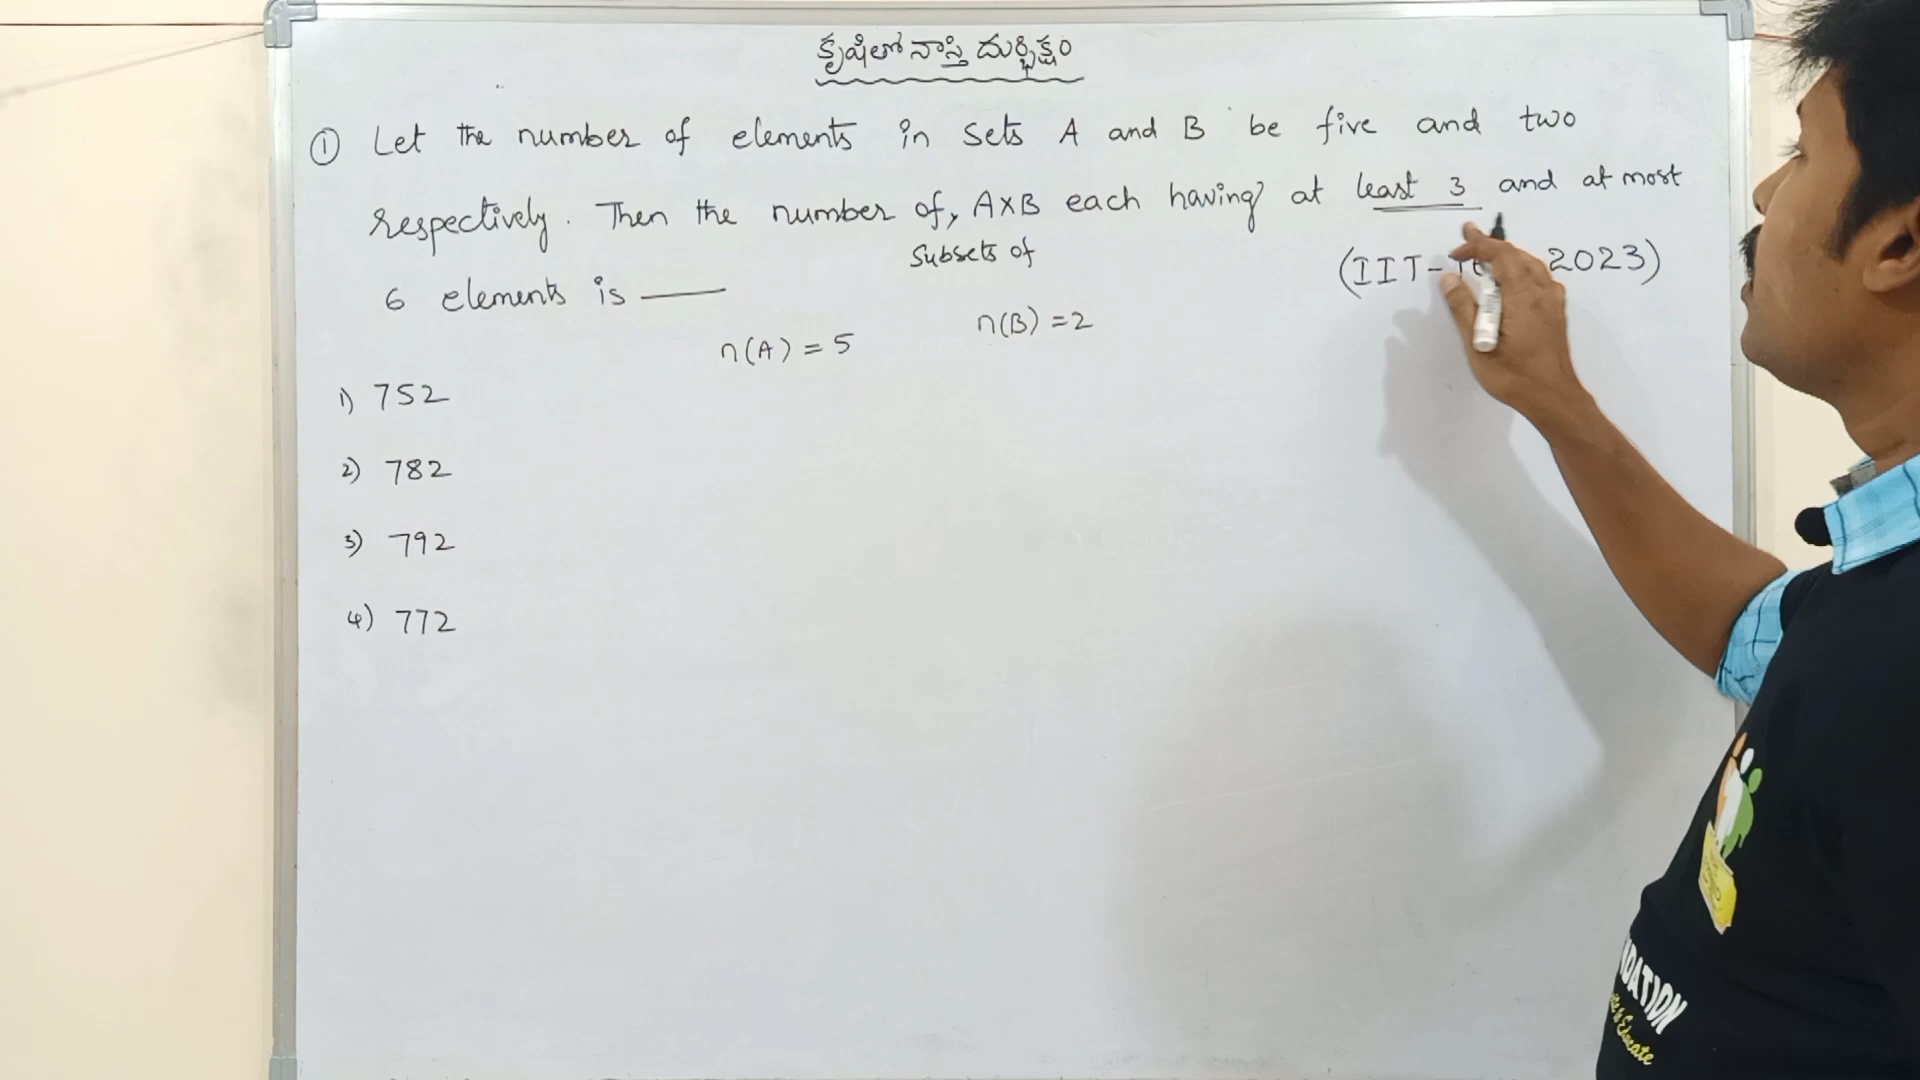 కృషితో నాస్తి దుర్భిక్షం
① Let the number of elements in sets A and B be five and two
respectively. Then the number of, A×B each having at least 3 and at most
Subsets of
(IIT- 2023)
6 elements is ___
n(A) = 5 n(B) = 2
1) 752
2) 782
3) 792
4) 772